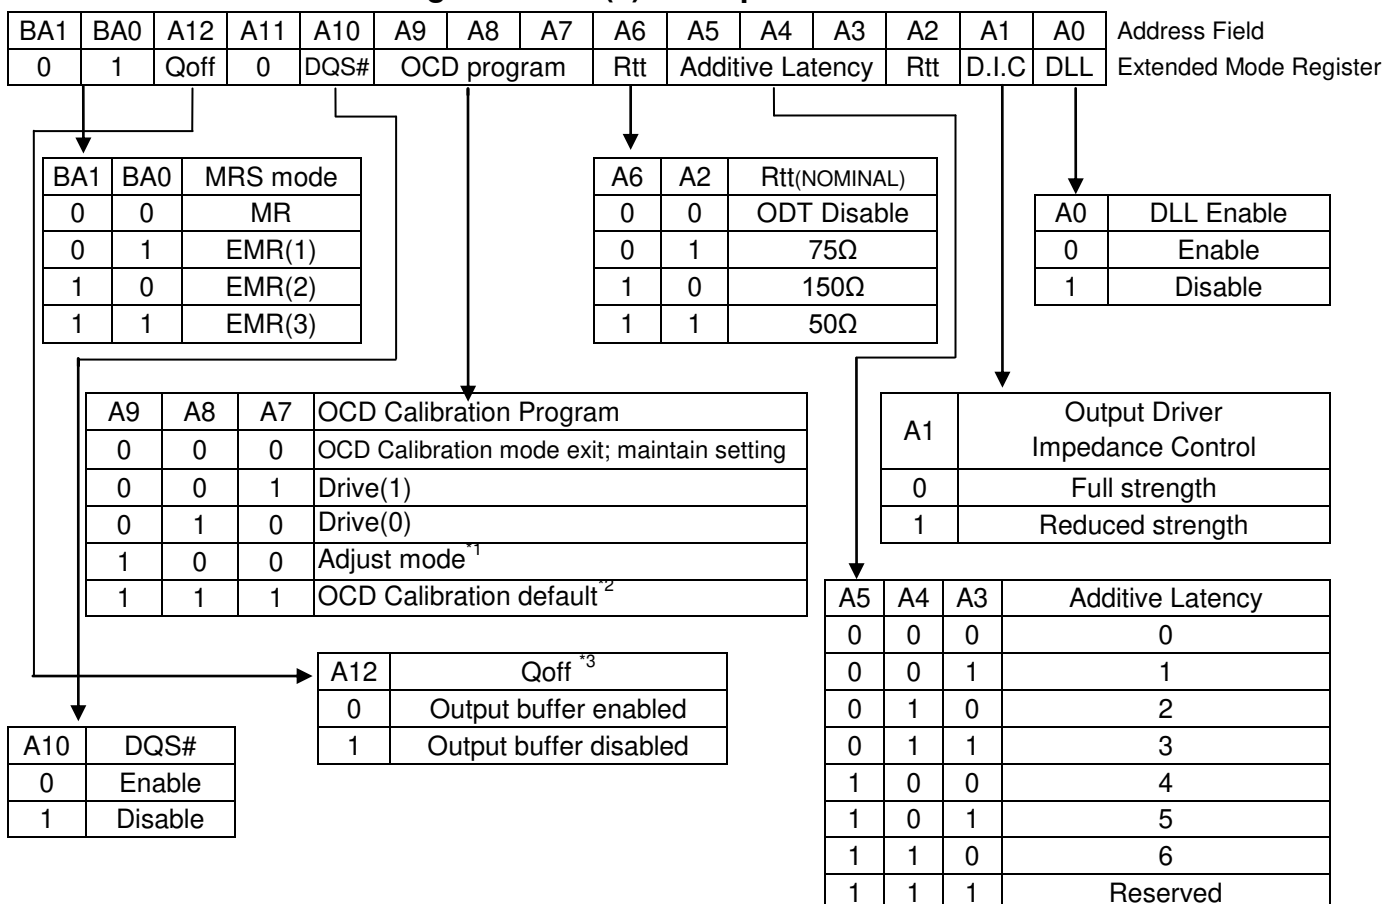 BA1 BA0 A12 A11 A10 A9 A8 A7 A6 A5 A4 A3 A2 A1 A0 Address Field
0 1 Qoff 0 DQS# OCD program Rtt Additive Latency Rtt D.I.C DLL Extended Mode Register
BA1 BA0 MRS mode
0 0 MR
0 1 EMR(1)
1 0 EMR(2)
1 1 EMR(3)
A6 A2 Rtt(NOMINAL)
0 0 ODT Disable
0 1 75Ω
1 0 150Ω
1 1 50Ω
A0 DLL Enable
0 Enable
1 Disable
A9 A8 A7 OCD Calibration Program
0 0 0 OCD Calibration mode exit; maintain setting
0 0 1 Drive(1)
0 1 0 Drive(0)
1 0 0 Adjust mode*1
1 1 1 OCD Calibration default*2
A1 Output Driver
Impedance Control
0 Full strength
1 Reduced strength
A5 A4 A3 Additive Latency
0 0 0 0
0 0 1 1
0 1 0 2
0 1 1 3
1 0 0 4
1 0 1 5
1 1 0 6
1 1 1 Reserved
A12 Qoff *3
0 Output buffer enabled
1 Output buffer disabled
A10 DQS#
0 Enable
1 Disable